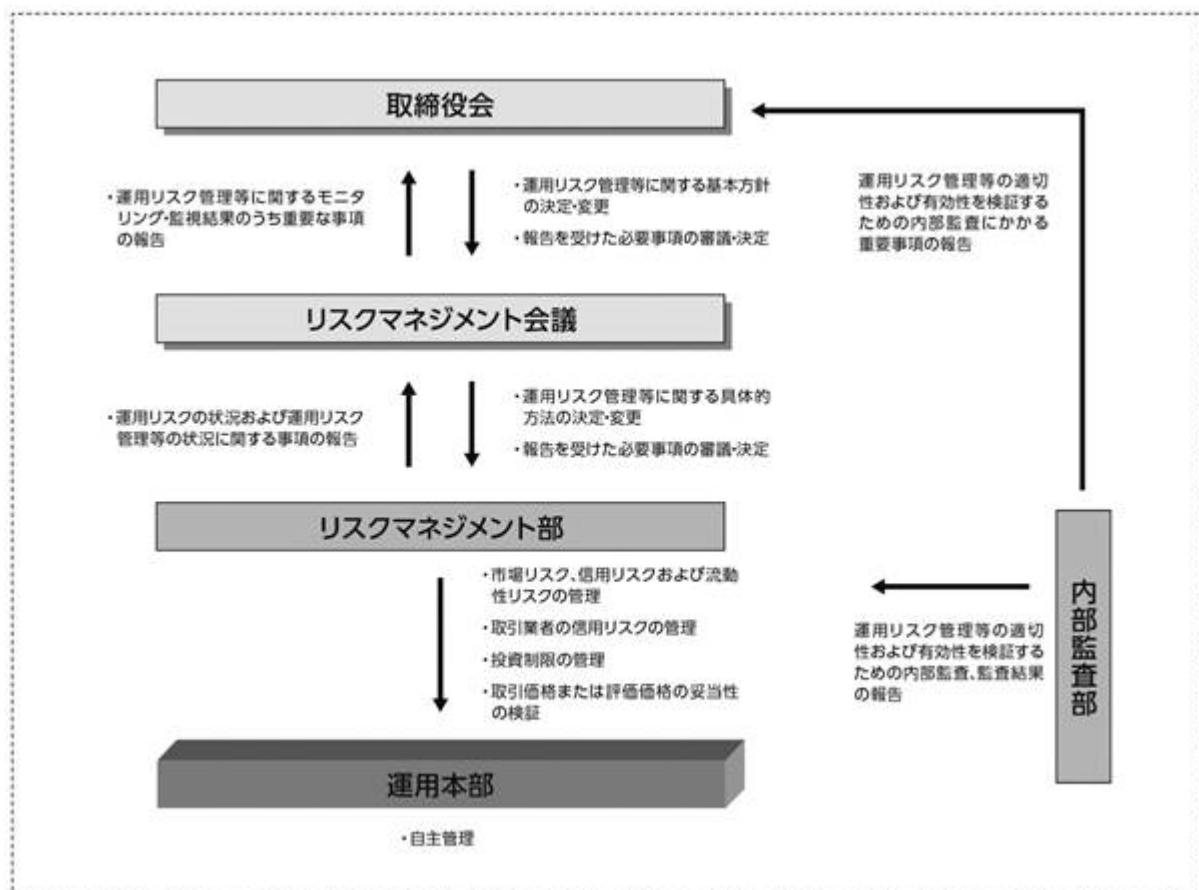 取締役会
・運用リスク管理等に関するモニタ
リング・監視結果のうち重要な事項
の報告
・運用リスク管理等に関する基本方針
の決定・変更
・報告を受けた必要事項の審議・決定
運用リスク管理等の適切
性および有効性を検証する
ための内部監査にかかる
重要事項の報告
リスクマネジメント会議
・運用リスクの状況および運用リスク
管理等の状況に関する事項の報告
・運用リスク管理等に関する具体的
方法の決定・変更
・報告を受けた必要事項の審議・決定
リスクマネジメント部
・市場リスク、信用リスクおよび流動
性リスクの管理
・取引業者の信用リスクの管理
・投資制限の管理
・取引価格または評価価格の妥当性
の検証
運用リスク管理等の適切
性および有効性を検証する
ための内部監査、監査結果
の報告
内部監査部
運用本部
・自主管理